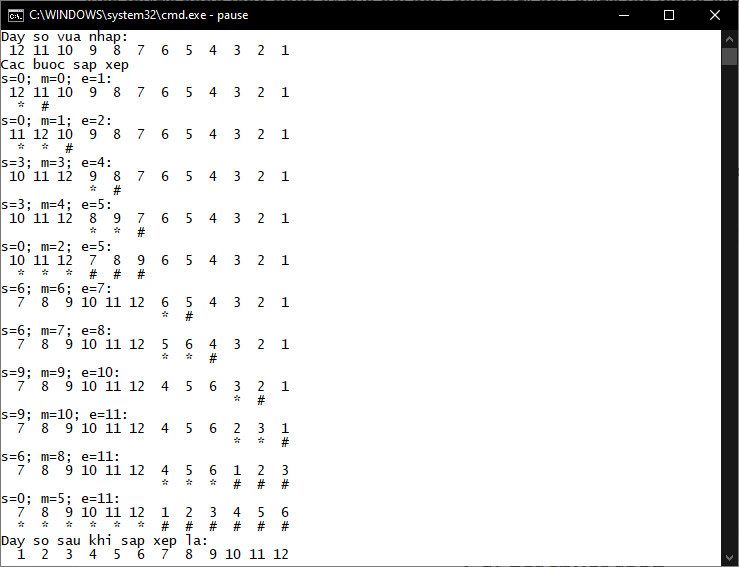 C:\WINDOWS\system32\cmd.exe - pause
Day so vua nhap:
 12 11 10  9  8  7  6  5  4  3  2  1
Cac buoc sap xep
s=0; m=0; e=1:
 12 11 10  9  8  7  6  5  4  3  2  1
  *  #
s=0; m=1; e=2:
 11 12 10  9  8  7  6  5  4  3  2  1
  *  *  #
s=3; m=3; e=4:
 10 11 12  9  8  7  6  5  4  3  2  1
           *  #
s=3; m=4; e=5:
 10 11 12  8  9  7  6  5  4  3  2  1
           *  *  #
s=0; m=2; e=5:
 10 11 12  7  8  9  6  5  4  3  2  1
  *  *  *  #  #  #
s=6; m=6; e=7:
  7  8  9 10 11 12  6  5  4  3  2  1
                    *  #
s=6; m=7; e=8:
  7  8  9 10 11 12  5  6  4  3  2  1
                    *  *  #
s=9; m=9; e=10:
  7  8  9 10 11 12  4  5  6  3  2  1
                             *  #
s=9; m=10; e=11:
  7  8  9 10 11 12  4  5  6  2  3  1
                             *  *  #
s=6; m=8; e=11:
  7  8  9 10 11 12  4  5  6  1  2  3
                    *  *  *  #  #  #
s=0; m=5; e=11:
  7  8  9 10 11 12  1  2  3  4  5  6
  *  *  *  *  *  *  #  #  #  #  #  #
Day so sau khi sap xep la:
  1  2  3  4  5  6  7  8  9 10 11 12